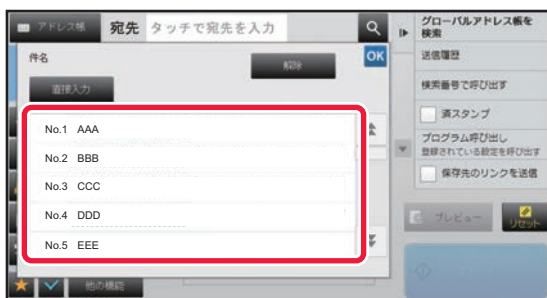 アドレス帳
宛先
タッチで宛先を入力
グローバルアドレス帳を
検索
件名
OK
送信履歴
解除
直接入力
検索番号で呼び出す
済スタンプ
No.1 AAA
プログラム呼び出し
登録されている設定を呼び出す
No.2 BBB
保存先のリンクを送信
No.3 CCC
No.4 DDD
プレビュー
リセット
No.5 EEE
他の機能